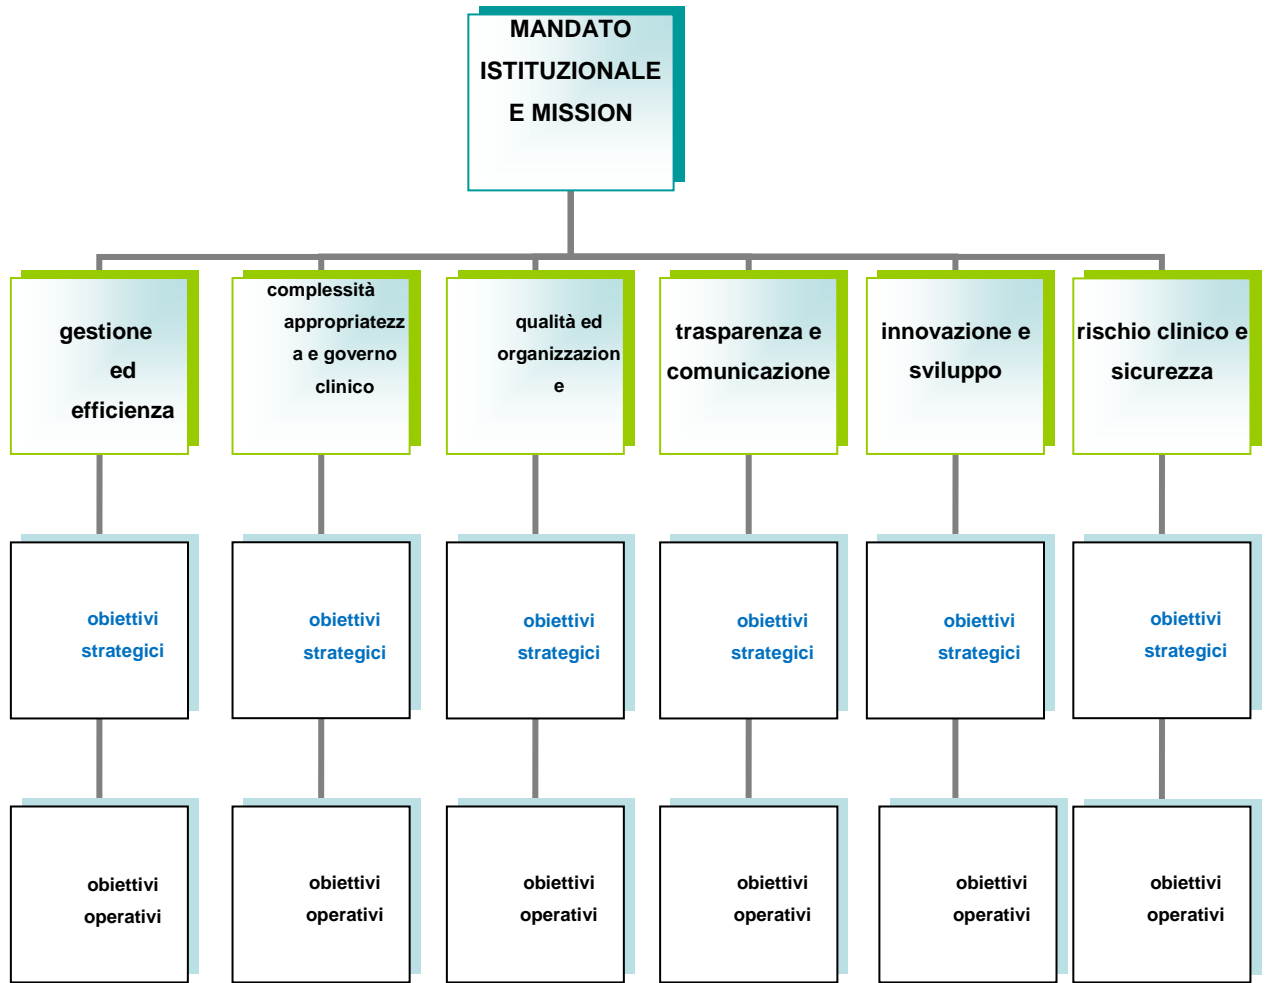 MANDATO
ISTITUZIONALE
E MISSION
gestione
ed
efficienza
complessità
appropriatezz
a e governo
clinico
qualità ed
organizzazion
e
trasparenza e
comunicazione
innovazione e
sviluppo
rischio clinico e
sicurezza
obiettivi
strategici
obiettivi
strategici
obiettivi
strategici
obiettivi
strategici
obiettivi
strategici
obiettivi
strategici
obiettivi
operativi
obiettivi
operativi
obiettivi
operativi
obiettivi
operativi
obiettivi
operativi
obiettivi
operativi